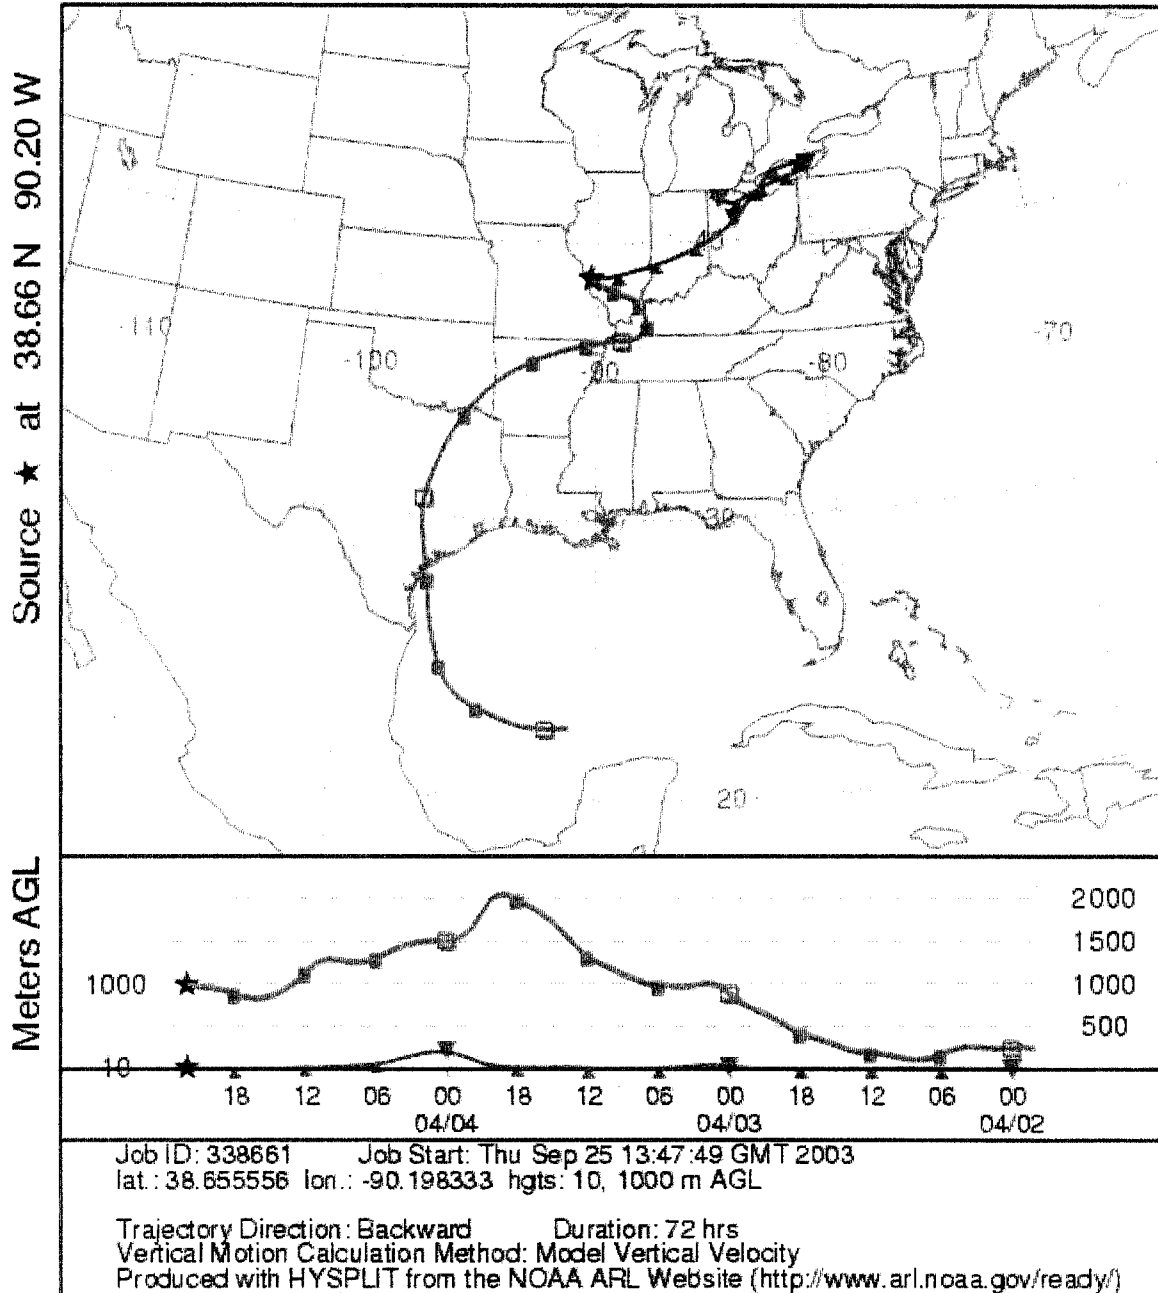 Source ★ at 38.66 N 90.20 W
-110
-100
-90
-80
-70
30
20
Meters AGL
2000
1500
1000
1000
500
10
18 12 06 00 18 12 06 00 18 12 06 00
04/04 04/03 04/02
Job ID: 338661 Job Start: Thu Sep 25 13:47:49 GMT 2003
lat.: 38.655556 lon.: -90.198333 hgts: 10, 1000 m AGL
Trajectory Direction: Backward Duration: 72 hrs
Vertical Motion Calculation Method: Model Vertical Velocity
Produced with HYSPLIT from the NOAA ARL Website (http://www.arl.noaa.gov/ready/)